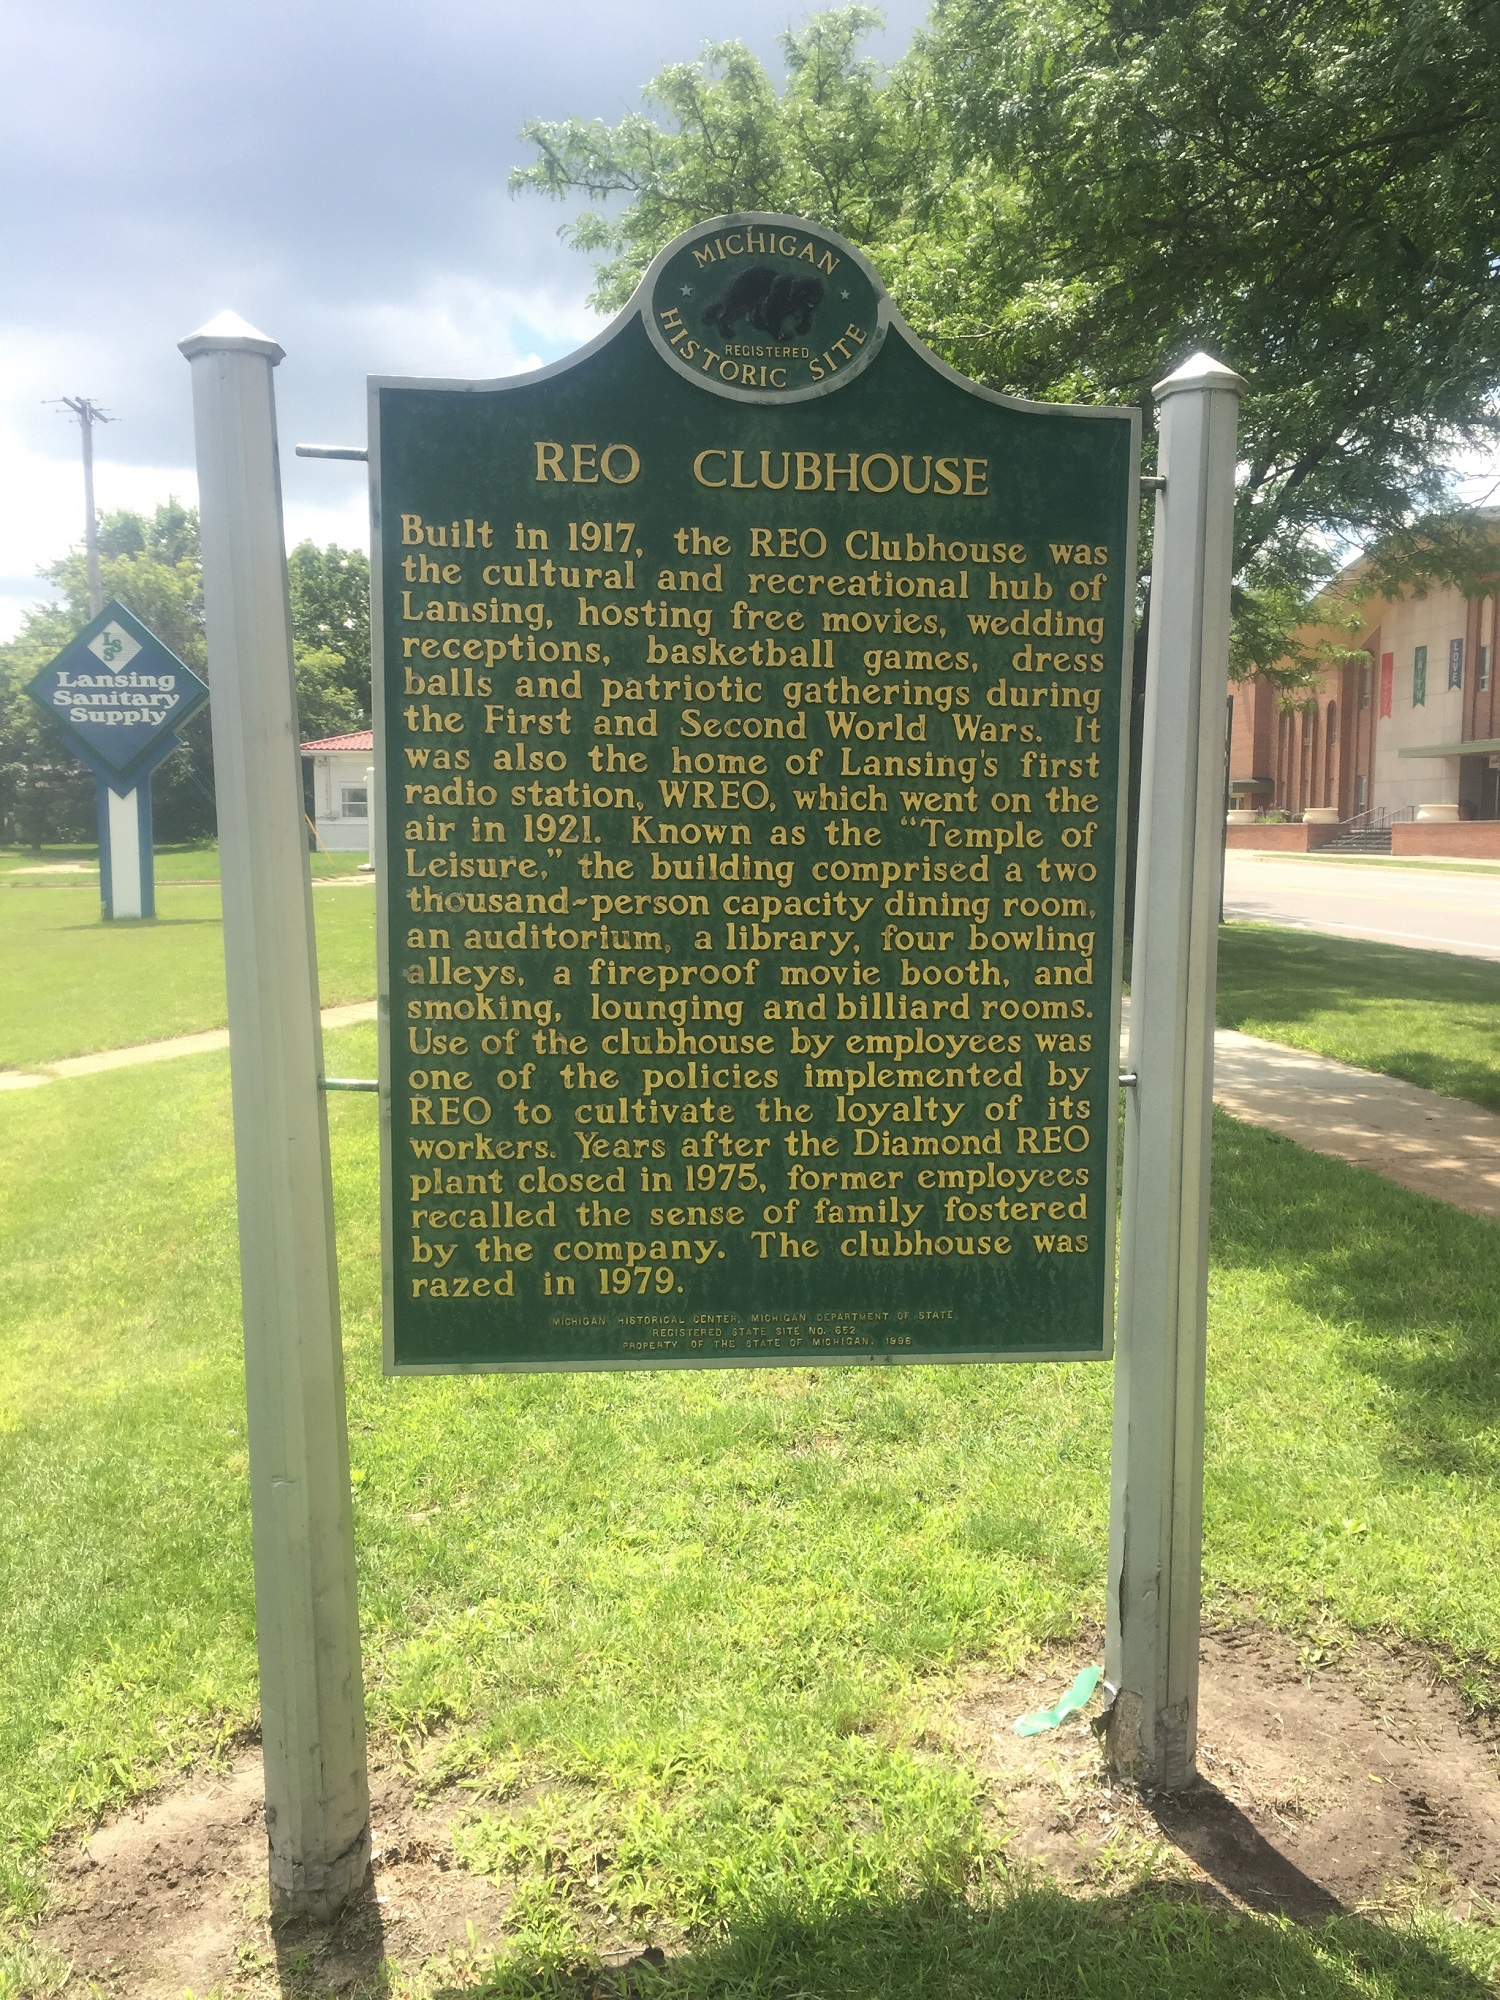 MICHIGAN
REGISTERED
HISTORIC SITE
REO CLUBHOUSE
Built in 1917, the REO Clubhouse was
the cultural and recreational hub of
Lansing, hosting free movies, wedding
receptions, basketball games, dress
balls and patriotic gatherings during
the First and Second World Wars. It
was also the home of Lansing's first
radio station, WREO, which went on the
air in 1921. Known as the “Temple of
Leisure,” the building comprised a two
thousand-person capacity dining room,
an auditorium, a library, four bowling
alleys, a fireproof movie booth, and
smoking, lounging and billiard rooms.
Use of the clubhouse by employees was
one of the policies implemented by
REO to cultivate the loyalty of its
workers. Years after the Diamond REO
plant closed in 1975, former employees
recalled the sense of family fostered
by the company. The clubhouse was
razed in 1979.
MICHIGAN HISTORICAL CENTER, MICHIGAN DEPARTMENT OF STATE
REGISTERED STATE SITE NO. 652
PROPERTY OF THE STATE OF MICHIGAN, 1996
LSS
Lansing
Sanitary
Supply
LOVE